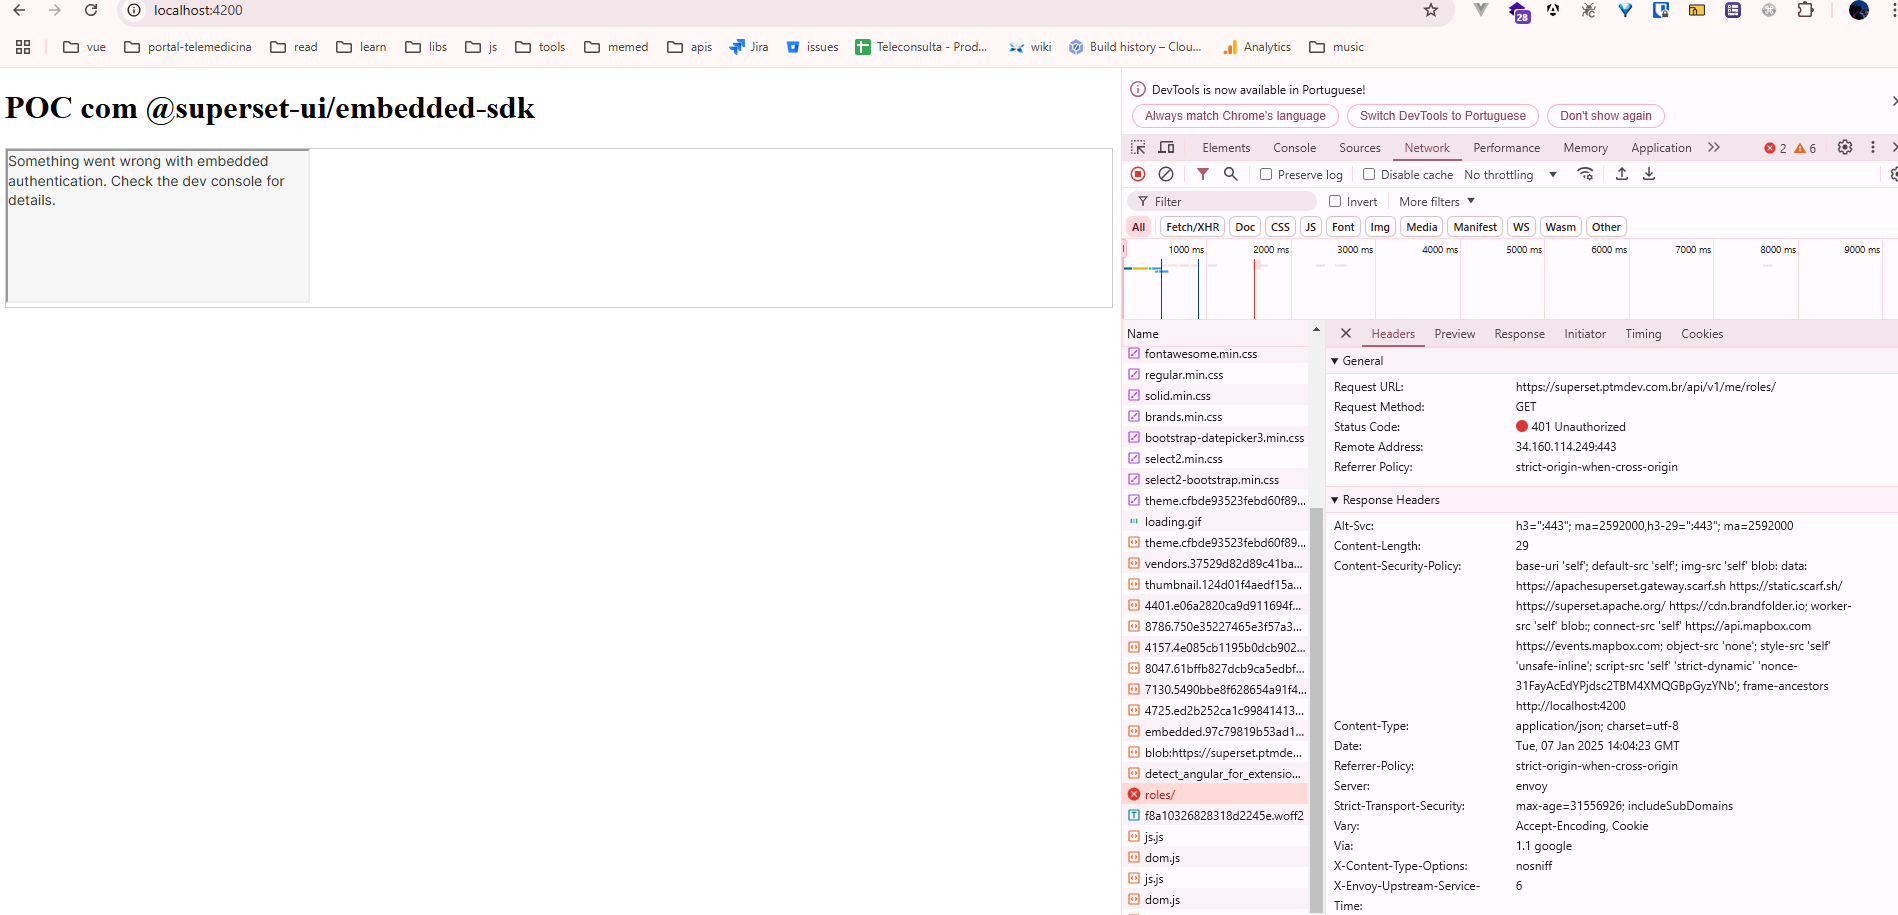 localhost:4200
28
vue
portal-telemedicina
read
learn
libs
js
tools
memed
apis
Jira
issues
Teleconsulta - Prod...
wiki
Build history – Clou...
Analytics
music
POC com @superset-ui/embedded-sdk
Something went wrong with embedded
authentication. Check the dev console for
details.
DevTools is now available in Portuguese!
Always match Chrome's language
Switch DevTools to Portuguese
Don't show again
Elements
Console
Sources
Network
Performance
Memory
Application
2
6
Preserve log
Disable cache
No throttling
Filter
Invert
More filters
All
Fetch/XHR
Doc
CSS
JS
Font
Img
Media
Manifest
WS
Wasm
Other
1000 ms
2000 ms
3000 ms
4000 ms
5000 ms
6000 ms
7000 ms
8000 ms
9000 ms
Name
fontawesome.min.css
regular.min.css
solid.min.css
brands.min.css
bootstrap-datepicker3.min.css
select2.min.css
select2-bootstrap.min.css
theme.cfbde93523febd60f89...
loading.gif
theme.cfbde93523febd60f89...
vendors.37529d82d89c41ba...
thumbnail.124d01f4aedf15a...
4401.e06a2820ca9d911694f...
8786.750e35227465e3f57a3...
4157.4e085cb1195b0dcb902...
8047.61bffb827dcb9ca5edbf...
7130.5490bbe8f628654a91f4...
4725.ed2b252ca1c99841413...
embedded.97c79819b53ad1...
blob:https://superset.ptmde...
detect_angular_for_extensio...
roles/
f8a10326828318d2245e.woff2
js.js
dom.js
js.js
dom.js
Headers
Preview
Response
Initiator
Timing
Cookies
General
Request URL: https://superset.ptmdev.com.br/api/v1/me/roles/
Request Method: GET
Status Code: 401 Unauthorized
Remote Address: 34.160.114.249:443
Referrer Policy: strict-origin-when-cross-origin
Response Headers
Alt-Svc: h3=":443"; ma=2592000,h3-29=":443"; ma=2592000
Content-Length: 29
Content-Security-Policy: base-uri 'self'; default-src 'self'; img-src 'self' blob: data:
https://apachesuperset.gateway.scarf.sh https://static.scarf.sh/
https://superset.apache.org/ https://cdn.brandfolder.io; worker-
src 'self' blob:; connect-src 'self' https://api.mapbox.com
https://events.mapbox.com; object-src 'none'; style-src 'self'
'unsafe-inline'; script-src 'self' 'strict-dynamic' 'nonce-
31FayAcEdYPjdsc2TBM4XMQGBpGyzYNb'; frame-ancestors
http://localhost:4200
Content-Type: application/json; charset=utf-8
Date: Tue, 07 Jan 2025 14:04:23 GMT
Referrer-Policy: strict-origin-when-cross-origin
Server: envoy
Strict-Transport-Security: max-age=31556926; includeSubDomains
Vary: Accept-Encoding, Cookie
Via: 1.1 google
X-Content-Type-Options: nosniff
X-Envoy-Upstream-Service- 6
Time: